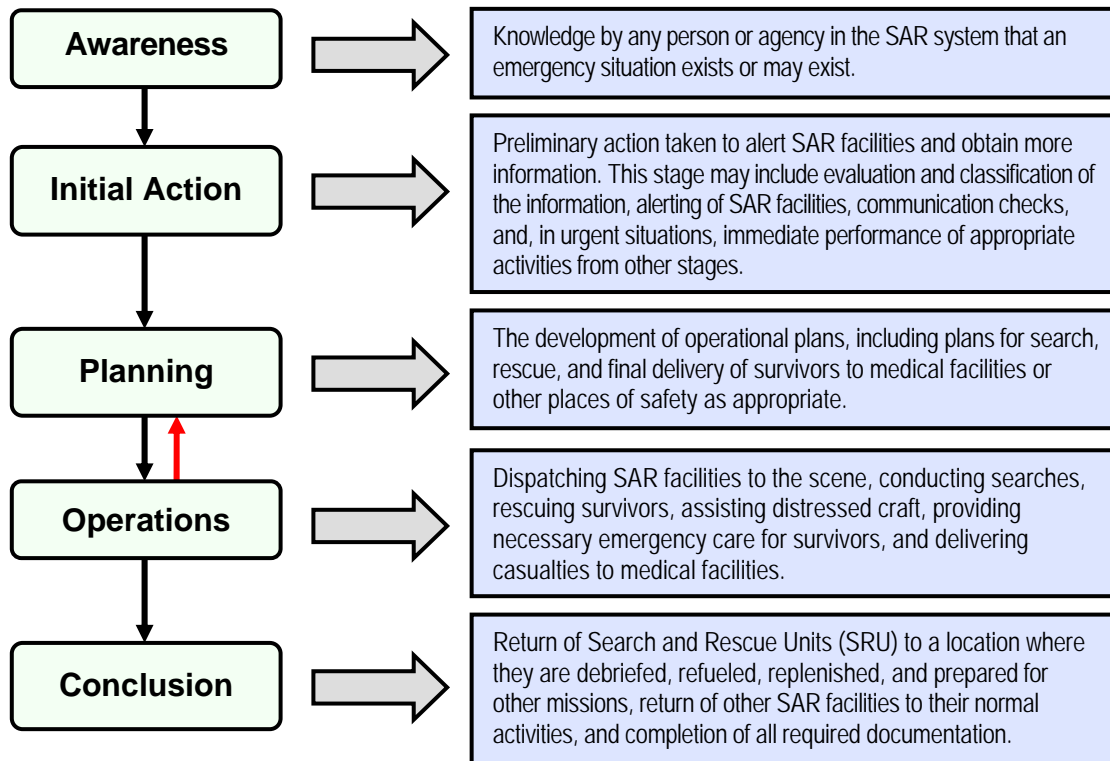 Awareness
Knowledge by any person or agency in the SAR system that an
emergency situation exists or may exist.
Initial Action
Preliminary action taken to alert SAR facilities and obtain more
information. This stage may include evaluation and classification of
the information, alerting of SAR facilities, communication checks,
and, in urgent situations, immediate performance of appropriate
activities from other stages.
Planning
The development of operational plans, including plans for search,
rescue, and final delivery of survivors to medical facilities or
other places of safety as appropriate.
Operations
Dispatching SAR facilities to the scene, conducting searches,
rescuing survivors, assisting distressed craft, providing
necessary emergency care for survivors, and delivering
casualties to medical facilities.
Conclusion
Return of Search and Rescue Units (SRU) to a location where
they are debriefed, refueled, replenished, and prepared for
other missions, return of other SAR facilities to their normal
activities, and completion of all required documentation.